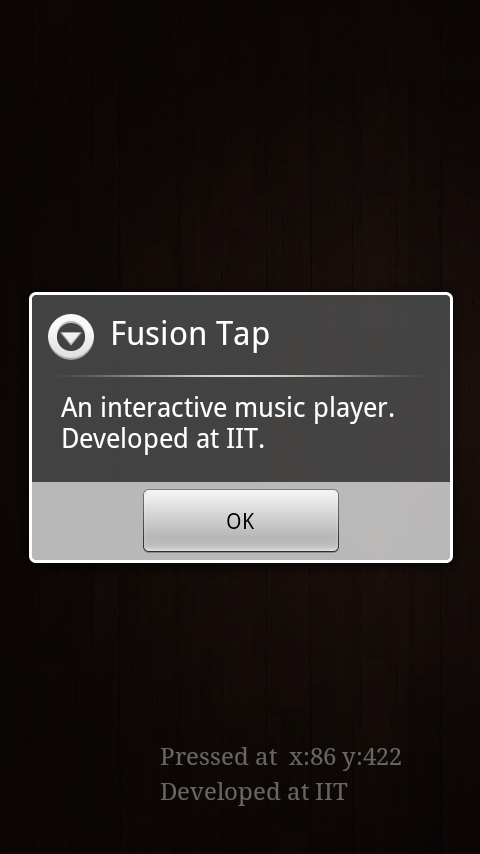 Fusion Tap
An interactive music player.
Developed at IIT.
OK
Pressed at  x:86 y:422
Developed at IIT